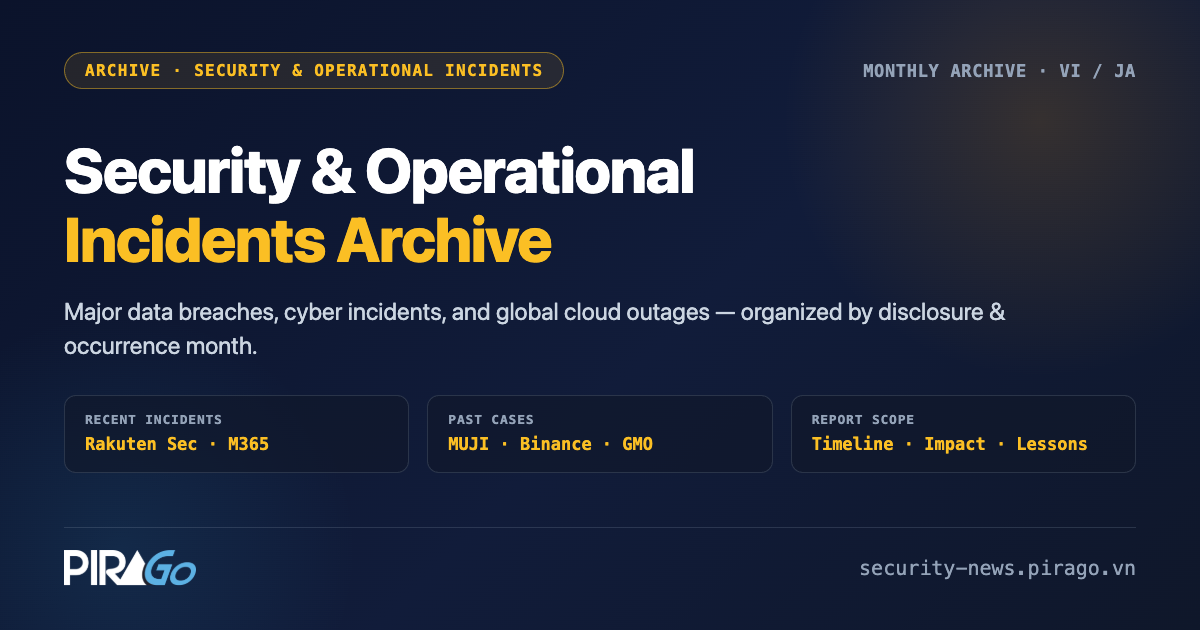 ARCHIVE · SECURITY & OPERATIONAL INCIDENTS
MONTHLY ARCHIVE · VI / JA
Security & Operational
Incidents Archive
Major data breaches, cyber incidents, and global cloud outages — organized by disclosure &
occurrence month.
RECENT INCIDENTS
Rakuten Sec · M365
PAST CASES
MUJI · Binance · GMO
REPORT SCOPE
Timeline · Impact · Lessons
PIRAGO
security-news.pirago.vn